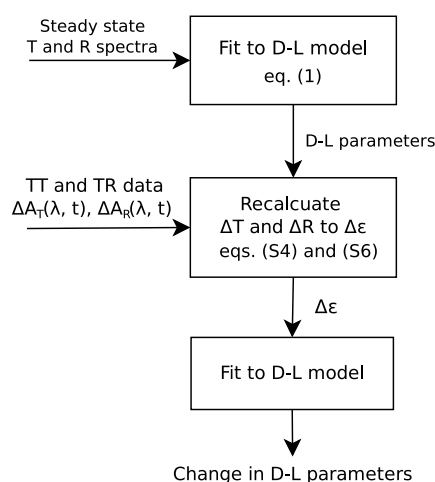 Steady state
T and R spectra
Fit to D-L model
eq. (1)
D-L parameters
TT and TR data
ΔA_T(λ, t), ΔA_R(λ, t)
Recalcuate
ΔT and ΔR to Δε
eqs. (S4) and (S6)
Δε
Fit to D-L model
Change in D-L parameters